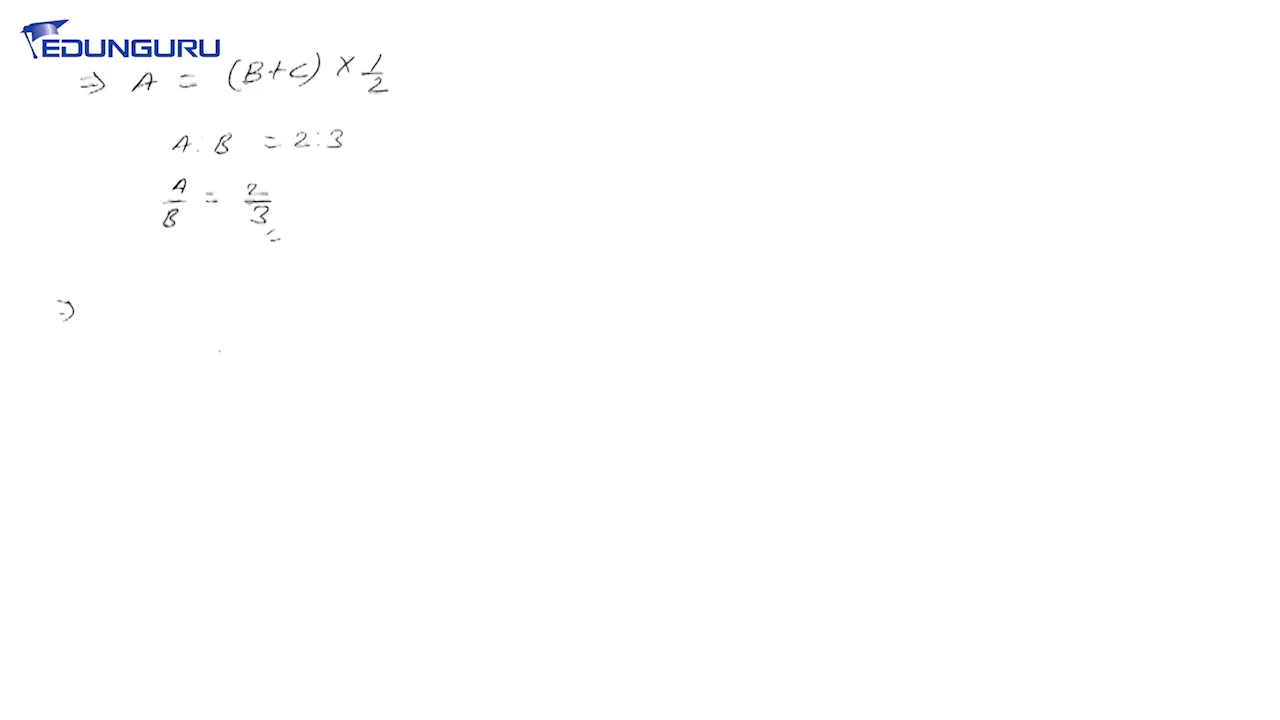 EDUNGURU
=> A = (B+C) × 1/2
A : B = 2 : 3
A/B = 2/3
=>